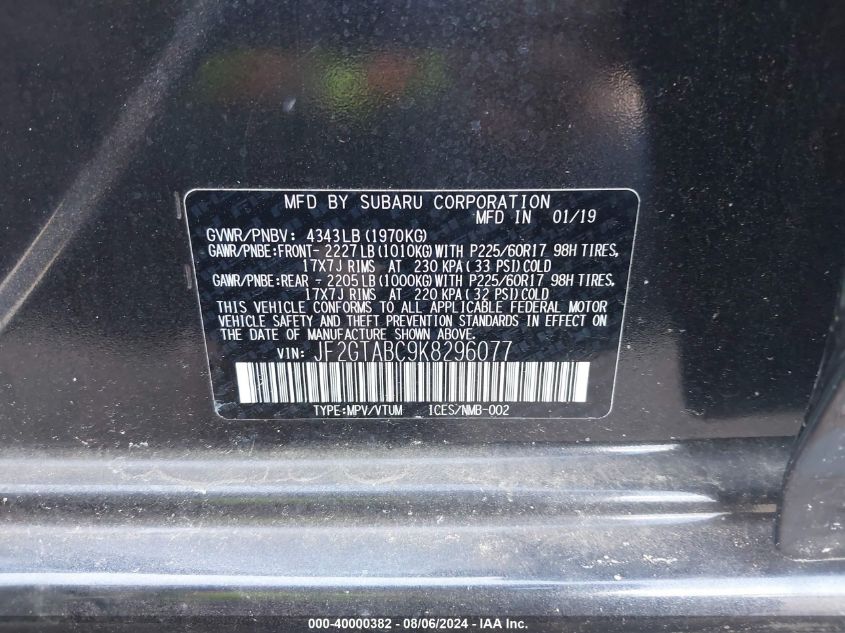 MFD BY SUBARU CORPORATION
MFD IN 01/19
GVWR/PNBV: 4343LB (1970KG)
GAWR/PNBE:FRONT- 2227LB(1010KG)WITH P225/60R17 98H TIRES,
17X7J RIMS AT 230 KPA(33 PSI)COLD
GAWR/PNBE:REAR - 2205LB(1000KG)WITH P225/60R17 98H TIRES,
17X7J RIMS AT 220 KPA(32 PSI)COLD
THIS VEHICLE CONFORMS TO ALL APPLICABLE FEDERAL MOTOR
VEHICLE SAFETY AND THEFT PREVENTION STANDARDS IN EFFECT ON
THE DATE OF MANUFACTURE SHOWN ABOVE.
VIN: JF2GTABC9K8296077
TYPE:MPV/VTUM ICES/NMB-002
000-40000382 - 08/06/2024 - IAA Inc.